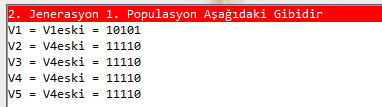 2. Jenerasyon 1. Populasyon Aşağıdaki Gibidir
V1 = V1eski = 10101
V2 = V4eski = 11110
V3 = V4eski = 11110
V4 = V4eski = 11110
V5 = V4eski = 11110